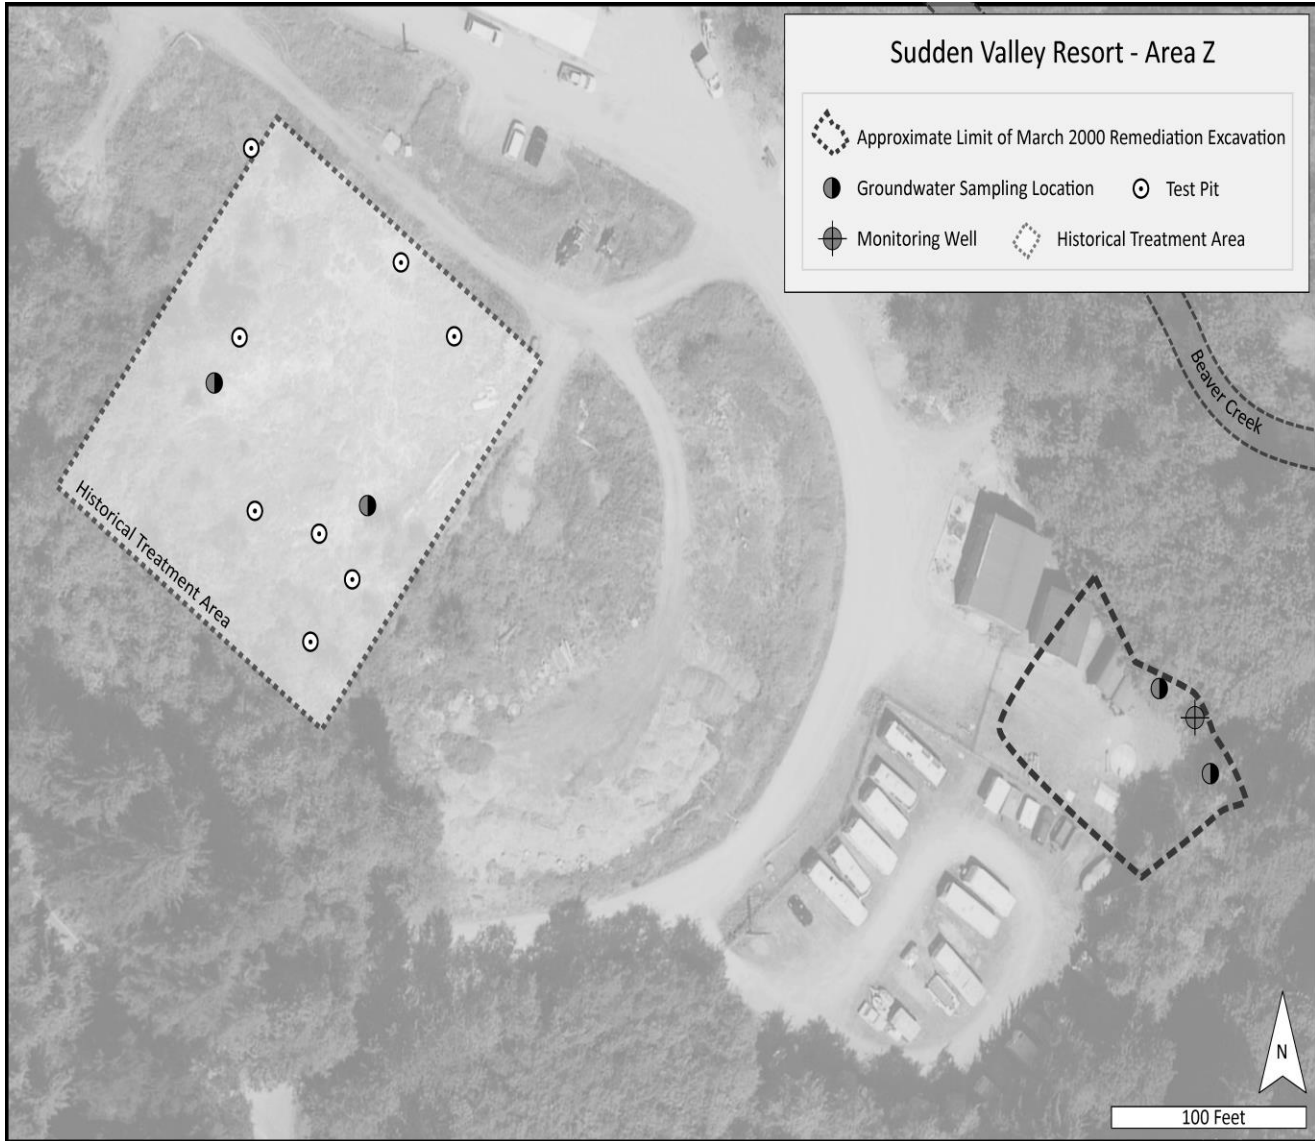 Sudden Valley Resort - Area Z
Approximate Limit of March 2000 Remediation Excavation
Groundwater Sampling Location
Test Pit
Monitoring Well
Historical Treatment Area
Beaver Creek
Historical Treatment Area
N
100 Feet